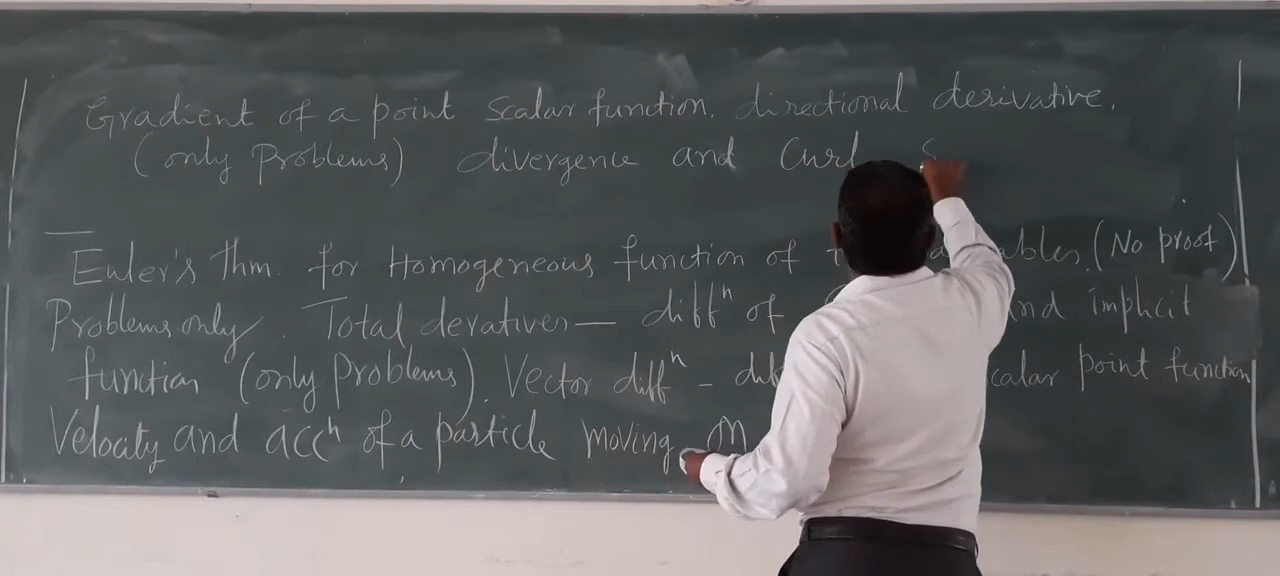 Gradient of a point Scalar function. directional derivative.
(only Problems) divergence and Curl S
Euler's Thm. for Homogeneous function of (No proof)
Problems only. Total devatives — diffⁿ of and implicit
function (only Problems). Vector diffⁿ - point function
Velocity and accⁿ of a particle moving